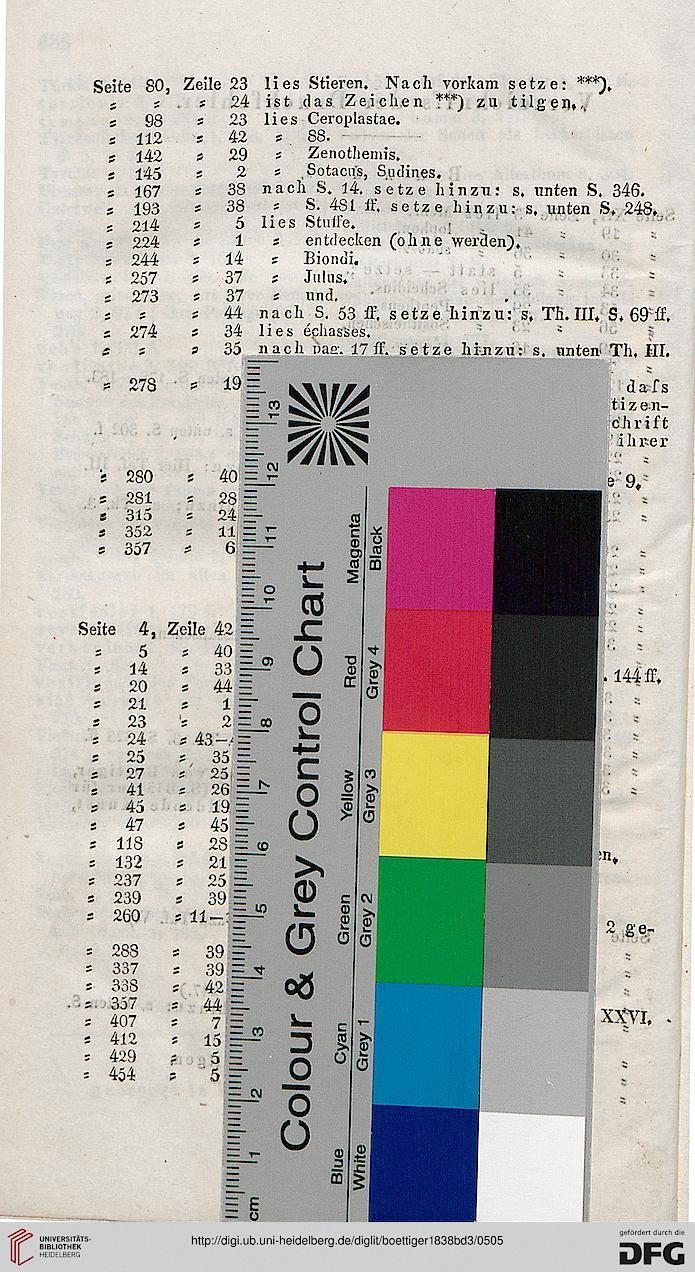 Seite 80, Zeile 23 lies Stieren. Nach vorkam setze: ***).
„ „ „ 24 ist das Zeichen ***) zu tilgen.
„ 98 „ 23 lies Ceroplastae.
„ 112 „ 42 „ 88.
„ 142 „ 29 „ Zenothemis.
„ 145 „ 2 „ Sotacus, Sudines.
„ 167 „ 38 nach S. 14. setze hinzu: s. unten S. 346.
„ 193 „ 38 „ S. 481 ff. setze hinzu: s. unten S. 248.
„ 214 „ 5 lies Stuffe.
„ 224 „ 1 „ entdecken (ohne werden).
„ 244 „ 14 „ Biondi.
„ 257 „ 37 „ Julus.
„ 273 „ 37 „ und.
„ „ „ 44 nach S. 53 ff. setze hinzu: s. Th. III. S. 69 ff.
„ 274 „ 34 lies échasses.
„ „ „ 35 nach pag. 17 ff. setze hinzu: s. unten Th. III.
„ 278 „ 19 daſs
tizen-
chrift
ihrer
„ 280 „ 40 9.
„ 281 „ 28
„ 315 „ 24
„ 352 „ 11
„ 357 „ 6
Seite 4, Zeile 42
„ 5 „ 40
„ 14 „ 33 . 144 ff.
„ 20 „ 44
„ 21 „ 1
„ 23 „ 2
„ 24 „ 43—
„ 25 „ 35
„ 27 „ 25
„ 41 „ 26
„ 45 „ 19
„ 47 „ 45
„ 118 „ 28
„ 132 „ 21 en.
„ 237 „ 25
„ 239 „ 39
„ 260 „ 11— 2 ge-
„ 288 „ 39
„ 337 „ 39
„ 338 „ 42
„ 357 „ 44
„ 407 „ 7 XXVI.
„ 412 „ 15
„ 429 „ 5
„ 454 „ 5
Colour & Grey Control Chart
Magenta
Red
Yellow
Green
Cyan
Blue
Black
Grey 4
Grey 3
Grey 2
Grey 1
White
13
12
11
10
9
8
7
6
5
4
3
2
1
cm
UNIVERSITÄTS-
BIBLIOTHEK
HEIDELBERG
http://digi.ub.uni-heidelberg.de/diglit/boettiger1838bd3/0505
gefördert durch die
DFG